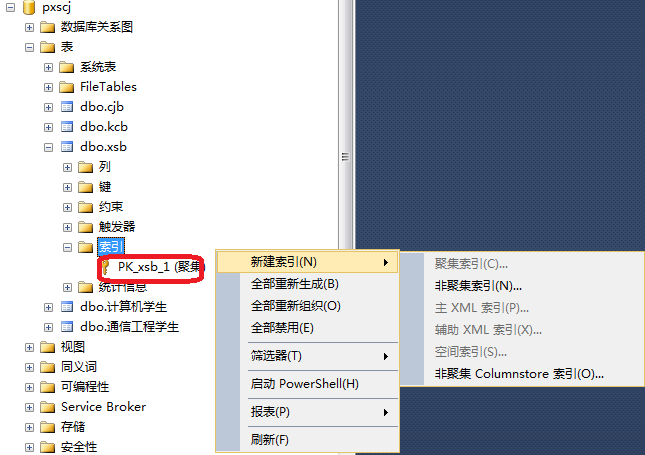 pxscj
数据库关系图
表
系统表
FileTables
dbo.cjb
dbo.kcb
dbo.xsb
列
键
约束
触发器
索引
PK_xsb_1 (聚集)
统计信息
dbo.计算机学生
dbo.通信工程学生
视图
同义词
可编程性
Service Broker
存储
安全性
新建索引(N)
全部重新生成(B)
全部重新组织(O)
全部禁用(E)
筛选器(T)
启动 PowerShell(H)
报表(P)
刷新(F)
聚集索引(C)...
非聚集索引(N)...
主 XML 索引(P)...
辅助 XML 索引(X)...
空间索引(S)...
非聚集 Columnstore 索引(O)...